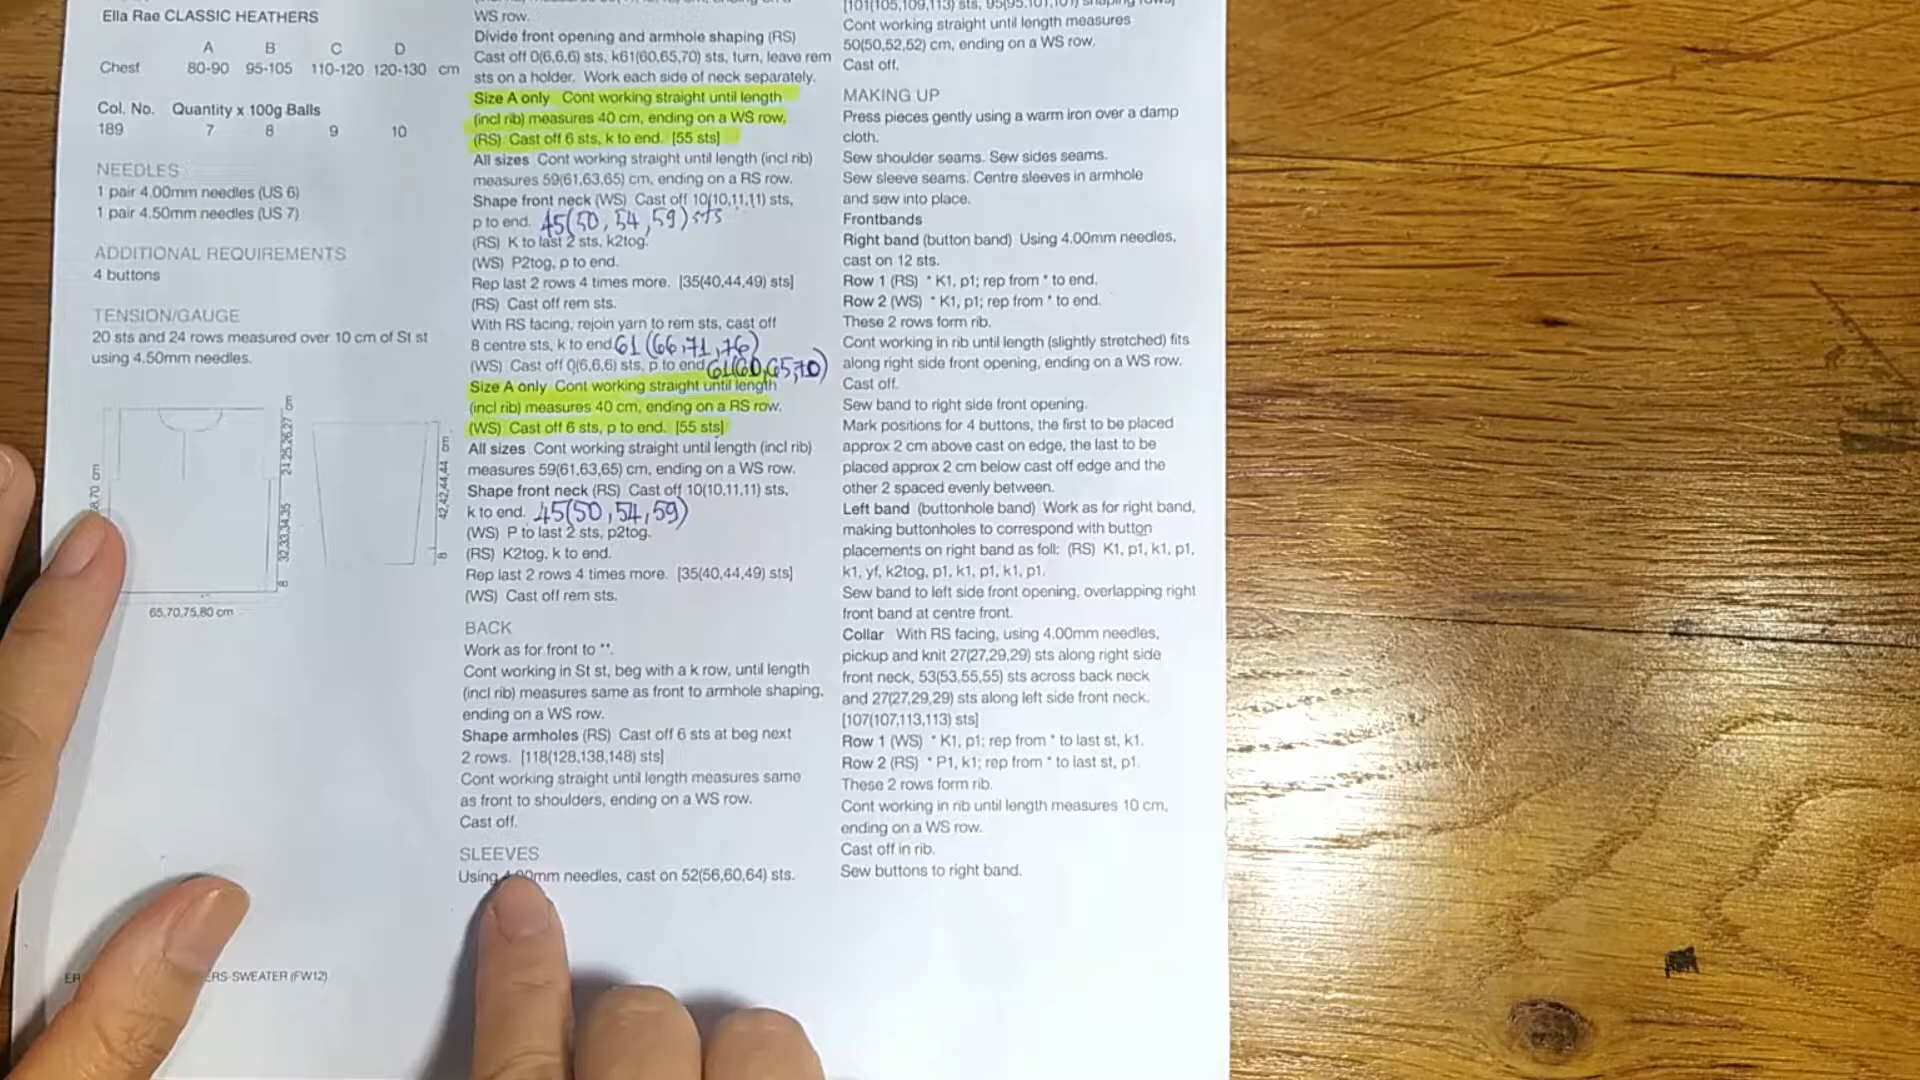 Ella Rae CLASSIC HEATHERS
A B C D
Chest 80-90 95-105 110-120 120-130 cm
Col. No. Quantity x 100g Balls
189 7 8 9 10
NEEDLES
1 pair 4.00mm needles (US 6)
1 pair 4.50mm needles (US 7)
ADDITIONAL REQUIREMENTS
4 buttons
TENSION/GAUGE
20 sts and 24 rows measured over 10 cm of St st
using 4.50mm needles.
24,25,26,27 cm
32,33,34,35
8
70 cm
65,70,75,80 cm
42,42,44,44 cm
8
ERS-SWEATER (FW12)
WS row.
Divide front opening and armhole shaping (RS)
Cast off 0(6,6,6) sts, k61(60,65,70) sts, turn, leave rem
sts on a holder. Work each side of neck separately.
Size A only Cont working straight until length
(incl rib) measures 40 cm, ending on a WS row.
(RS) Cast off 6 sts, k to end. [55 sts]
All sizes Cont working straight until length (incl rib)
measures 59(61,63,65) cm, ending on a RS row.
Shape front neck (WS) Cast off 10(10,11,11) sts,
p to end. 45(50, 54, 59) sts
(RS) K to last 2 sts, k2tog.
(WS) P2tog, p to end.
Rep last 2 rows 4 times more. [35(40,44,49) sts]
(RS) Cast off rem sts.
With RS facing, rejoin yarn to rem sts, cast off
8 centre sts, k to end 61(66,71,76)
(WS) Cast off 0(6,6,6) sts, p to end 61(60,65,70)
Size A only Cont working straight until length
(incl rib) measures 40 cm, ending on a RS row.
(WS) Cast off 6 sts, p to end. [55 sts]
All sizes Cont working straight until length (incl rib)
measures 59(61,63,65) cm, ending on a WS row.
Shape front neck (RS) Cast off 10(10,11,11) sts,
k to end. 45(50,54,59)
(WS) P to last 2 sts, p2tog.
(RS) K2tog, k to end.
Rep last 2 rows 4 times more. [35(40,44,49) sts]
(WS) Cast off rem sts.
BACK
Work as for front to **.
Cont working in St st, beg with a k row, until length
(incl rib) measures same as front to armhole shaping,
ending on a WS row.
Shape armholes (RS) Cast off 6 sts at beg next
2 rows. [118(128,138,148) sts]
Cont working straight until length measures same
as front to shoulders, ending on a WS row.
Cast off.
SLEEVES
Using 4.00mm needles, cast on 52(56,60,64) sts.
Cont working straight until length measures
50(50,52,52) cm, ending on a WS row.
Cast off.
MAKING UP
Press pieces gently using a warm iron over a damp
cloth.
Sew shoulder seams. Sew sides seams.
Sew sleeve seams. Centre sleeves in armhole
and sew into place.
Frontbands
Right band (button band) Using 4.00mm needles,
cast on 12 sts.
Row 1 (RS) * K1, p1; rep from * to end.
Row 2 (WS) * K1, p1; rep from * to end.
These 2 rows form rib.
Cont working in rib until length (slightly stretched) fits
along right side front opening, ending on a WS row.
Cast off.
Sew band to right side front opening.
Mark positions for 4 buttons, the first to be placed
approx 2 cm above cast on edge, the last to be
placed approx 2 cm below cast off edge and the
other 2 spaced evenly between.
Left band (buttonhole band) Work as for right band,
making buttonholes to correspond with button
placements on right band as foll: (RS) K1, p1, k1, p1,
k1, yf, k2tog, p1, k1, p1, k1, p1.
Sew band to left side front opening, overlapping right
front band at centre front.
Collar With RS facing, using 4.00mm needles,
pickup and knit 27(27,29,29) sts along right side
front neck, 53(53,55,55) sts across back neck
and 27(27,29,29) sts along left side front neck.
[107(107,113,113) sts]
Row 1 (WS) * K1, p1; rep from * to last st, k1.
Row 2 (RS) * P1, k1; rep from * to last st, p1.
These 2 rows form rib.
Cont working in rib until length measures 10 cm,
ending on a WS row.
Cast off in rib.
Sew buttons to right band.